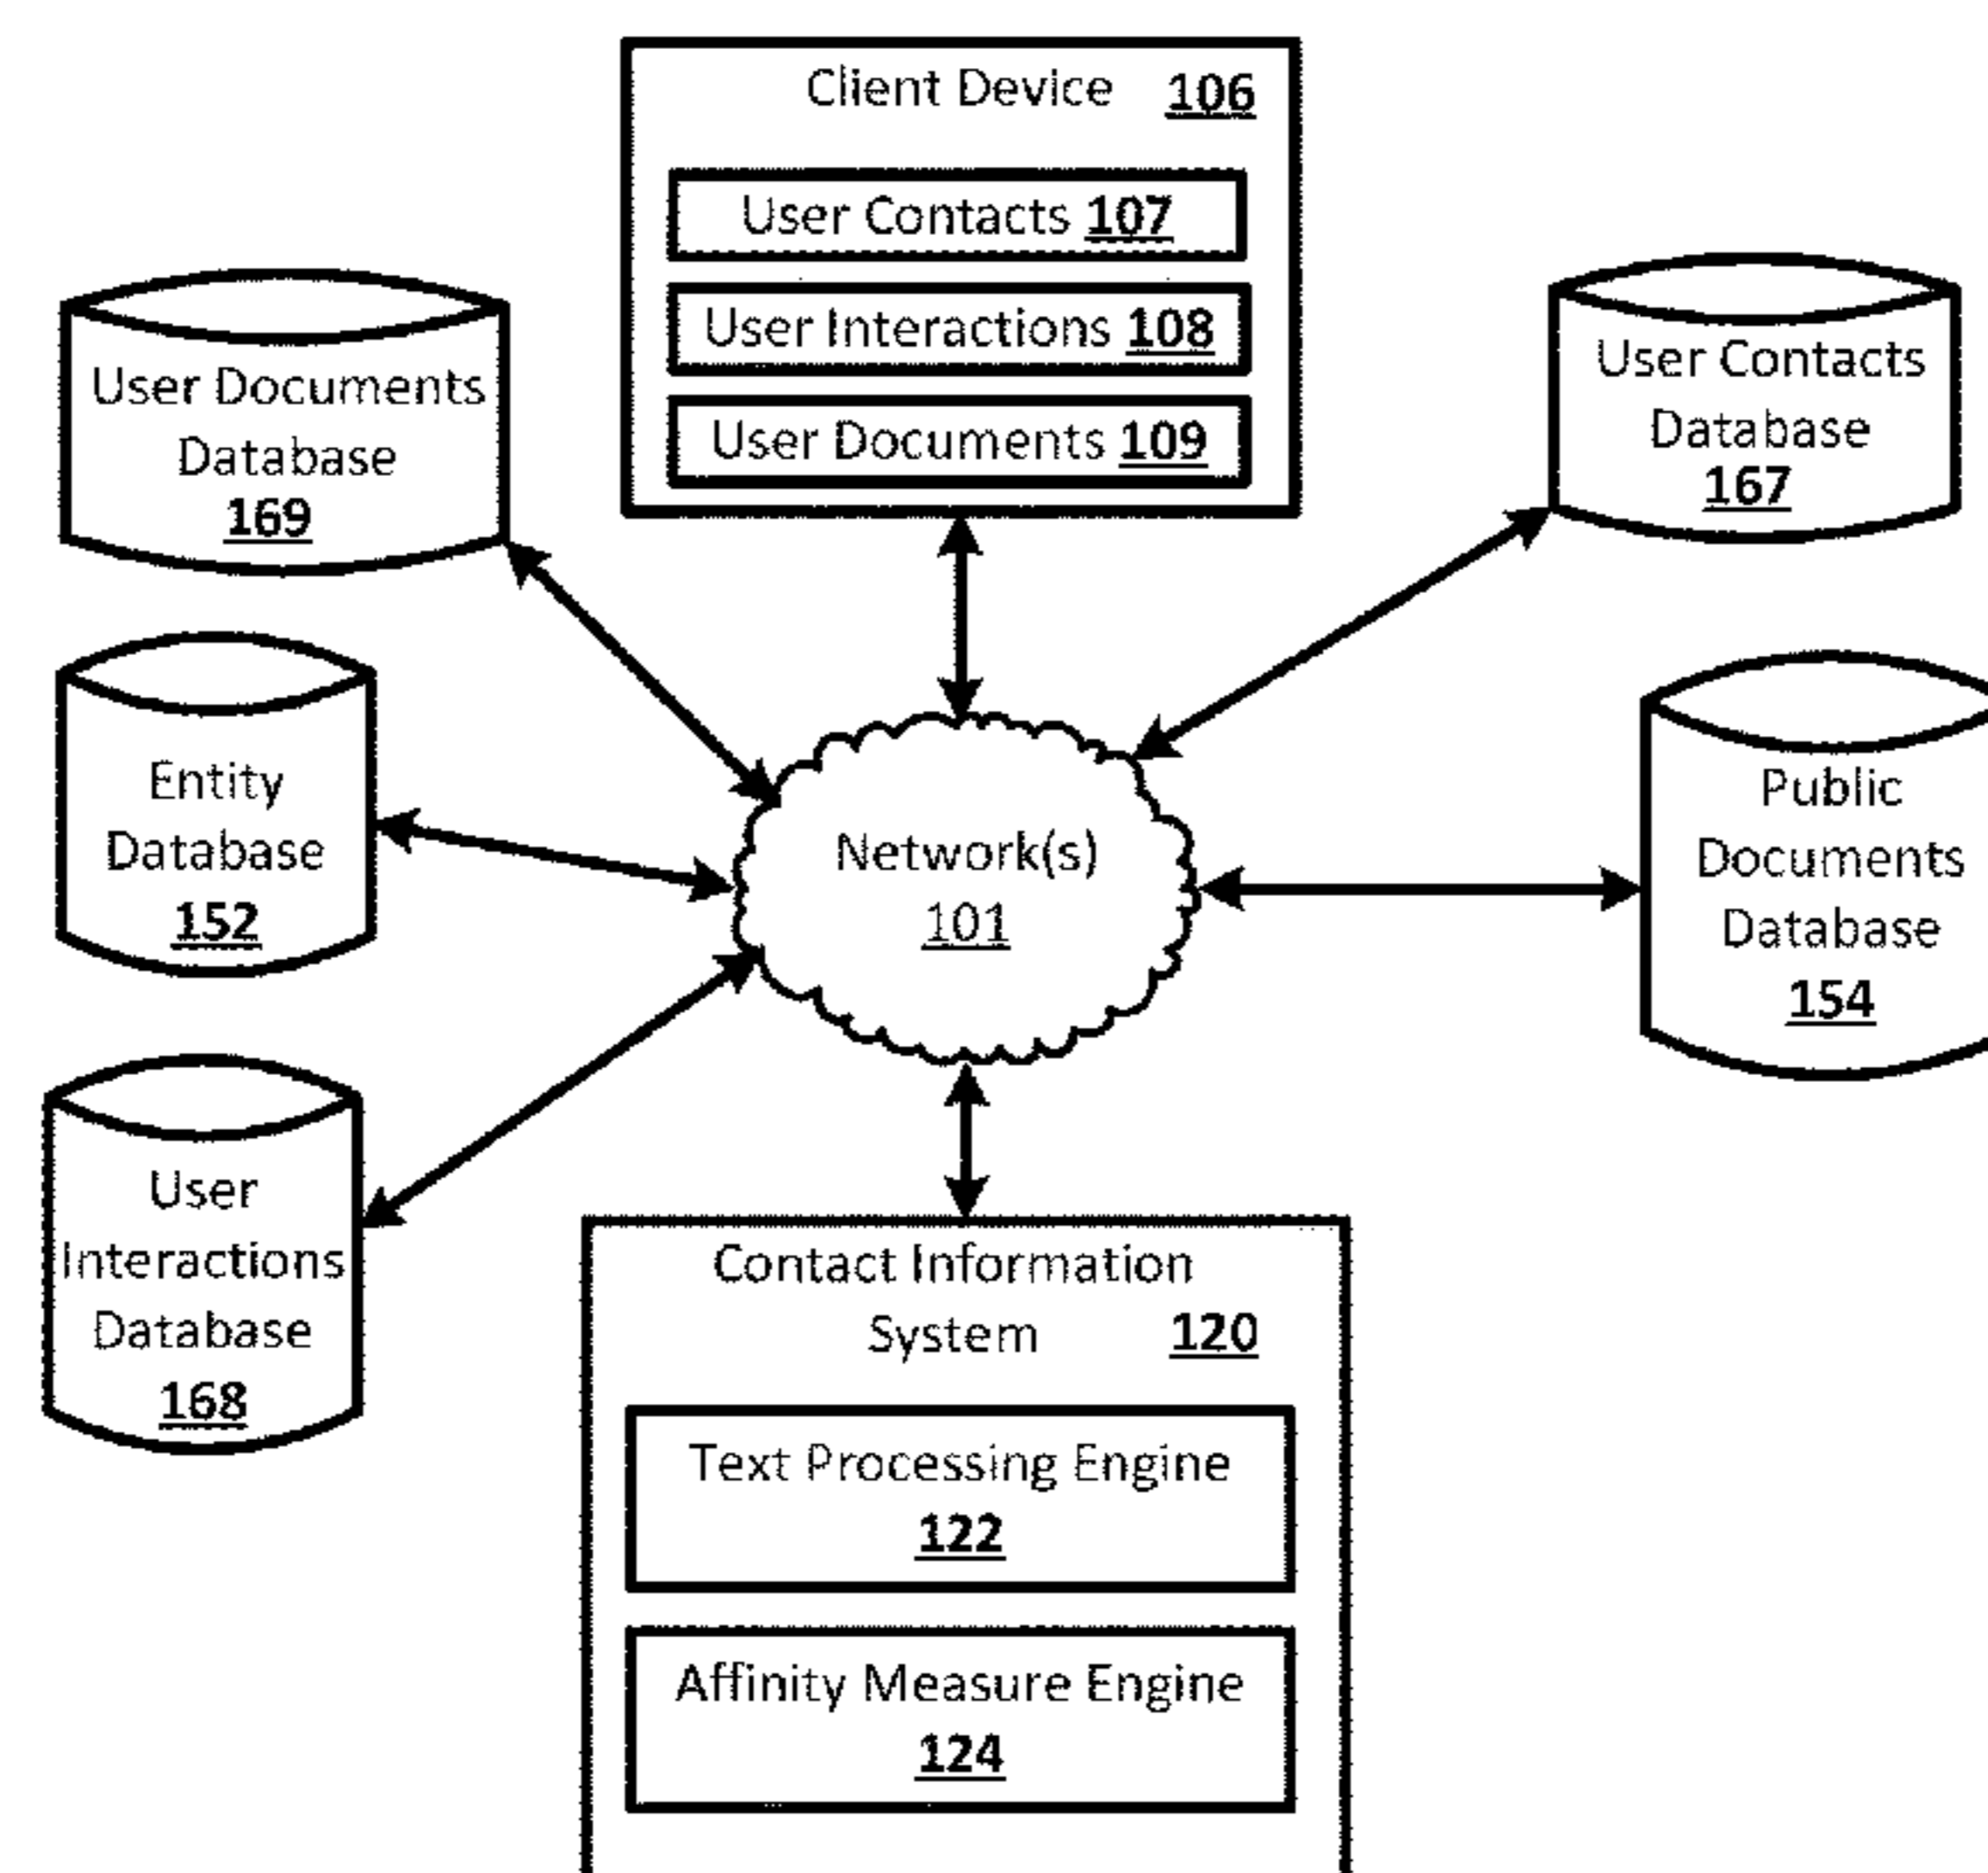 Client Device 106
User Contacts 107
User Interactions 108
User Documents 109
User Documents
Database
169
User Contacts
Database
167
Entity
Database
152
Network(s)
101
Public
Documents
Database
154
User
Interactions
Database
168
Contact Information
System 120
Text Processing Engine
122
Affinity Measure Engine
124